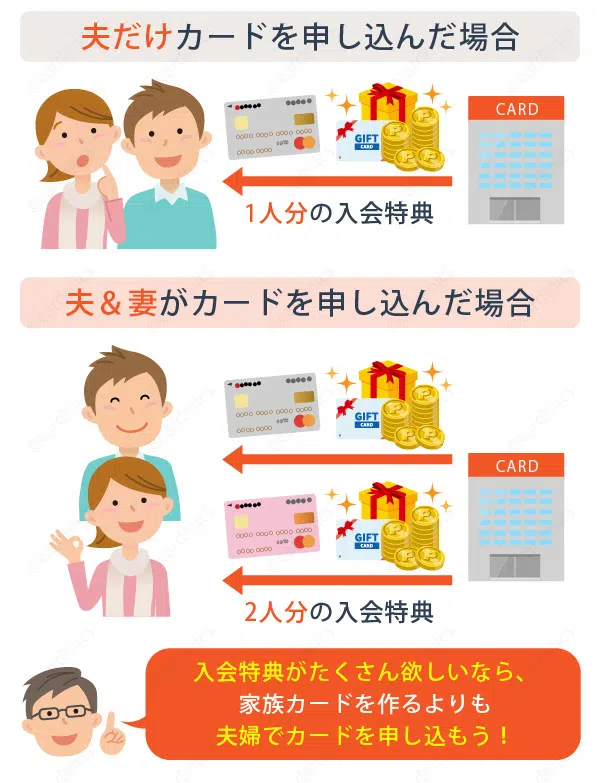 夫だけカードを申し込んだ場合
GIFT
CARD
CARD
1人分の入会特典
夫＆妻がカードを申し込んだ場合
GIFT
CARD
CARD
GIFT
CARD
2人分の入会特典
入会特典がたくさん欲しいなら、
家族カードを作るよりも
夫婦でカードを申し込もう！